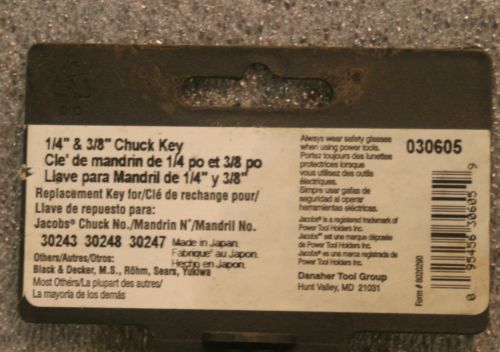 1/4" & 3/8" Chuck Key
Cle' de mandrin de 1/4 po et 3/8 po
Llave para Mandril de 1/4" y 3/8"
Replacement Key for/Clé de rechange pour/
Llave de repuesto para:
Jacobs® Chuck No./Mandrin N°/Mandril No.
30243 30248 30247
Made in Japan.
Fabrique' au Japon.
Hecho en Japon.
Others/Autres/Otros:
Black & Decker, M.S., Röhm, Sears, Yukiwa
Most Others/La plupart des autres/
La mayoría de los demás
Always wear safety glasses
when using power tools.
Portez toujours des lunettes
protectrices lorsque
vous utilisez des outils
électriques.
Simpre usar gafas de
seguridad al operar
herramientas eléctricas.
Jacobs® is a registered trademark of
Power Tool Holders Inc.
Jacobs® est une marque déposée
de Power Tool Holders Inc.
Jacobs® es una marca registrada de
Power Tool Holders Inc.
Danaher Tool Group
Hunt Valley, MD 21031
030605
0 95456 30605 9
Form # 8020290